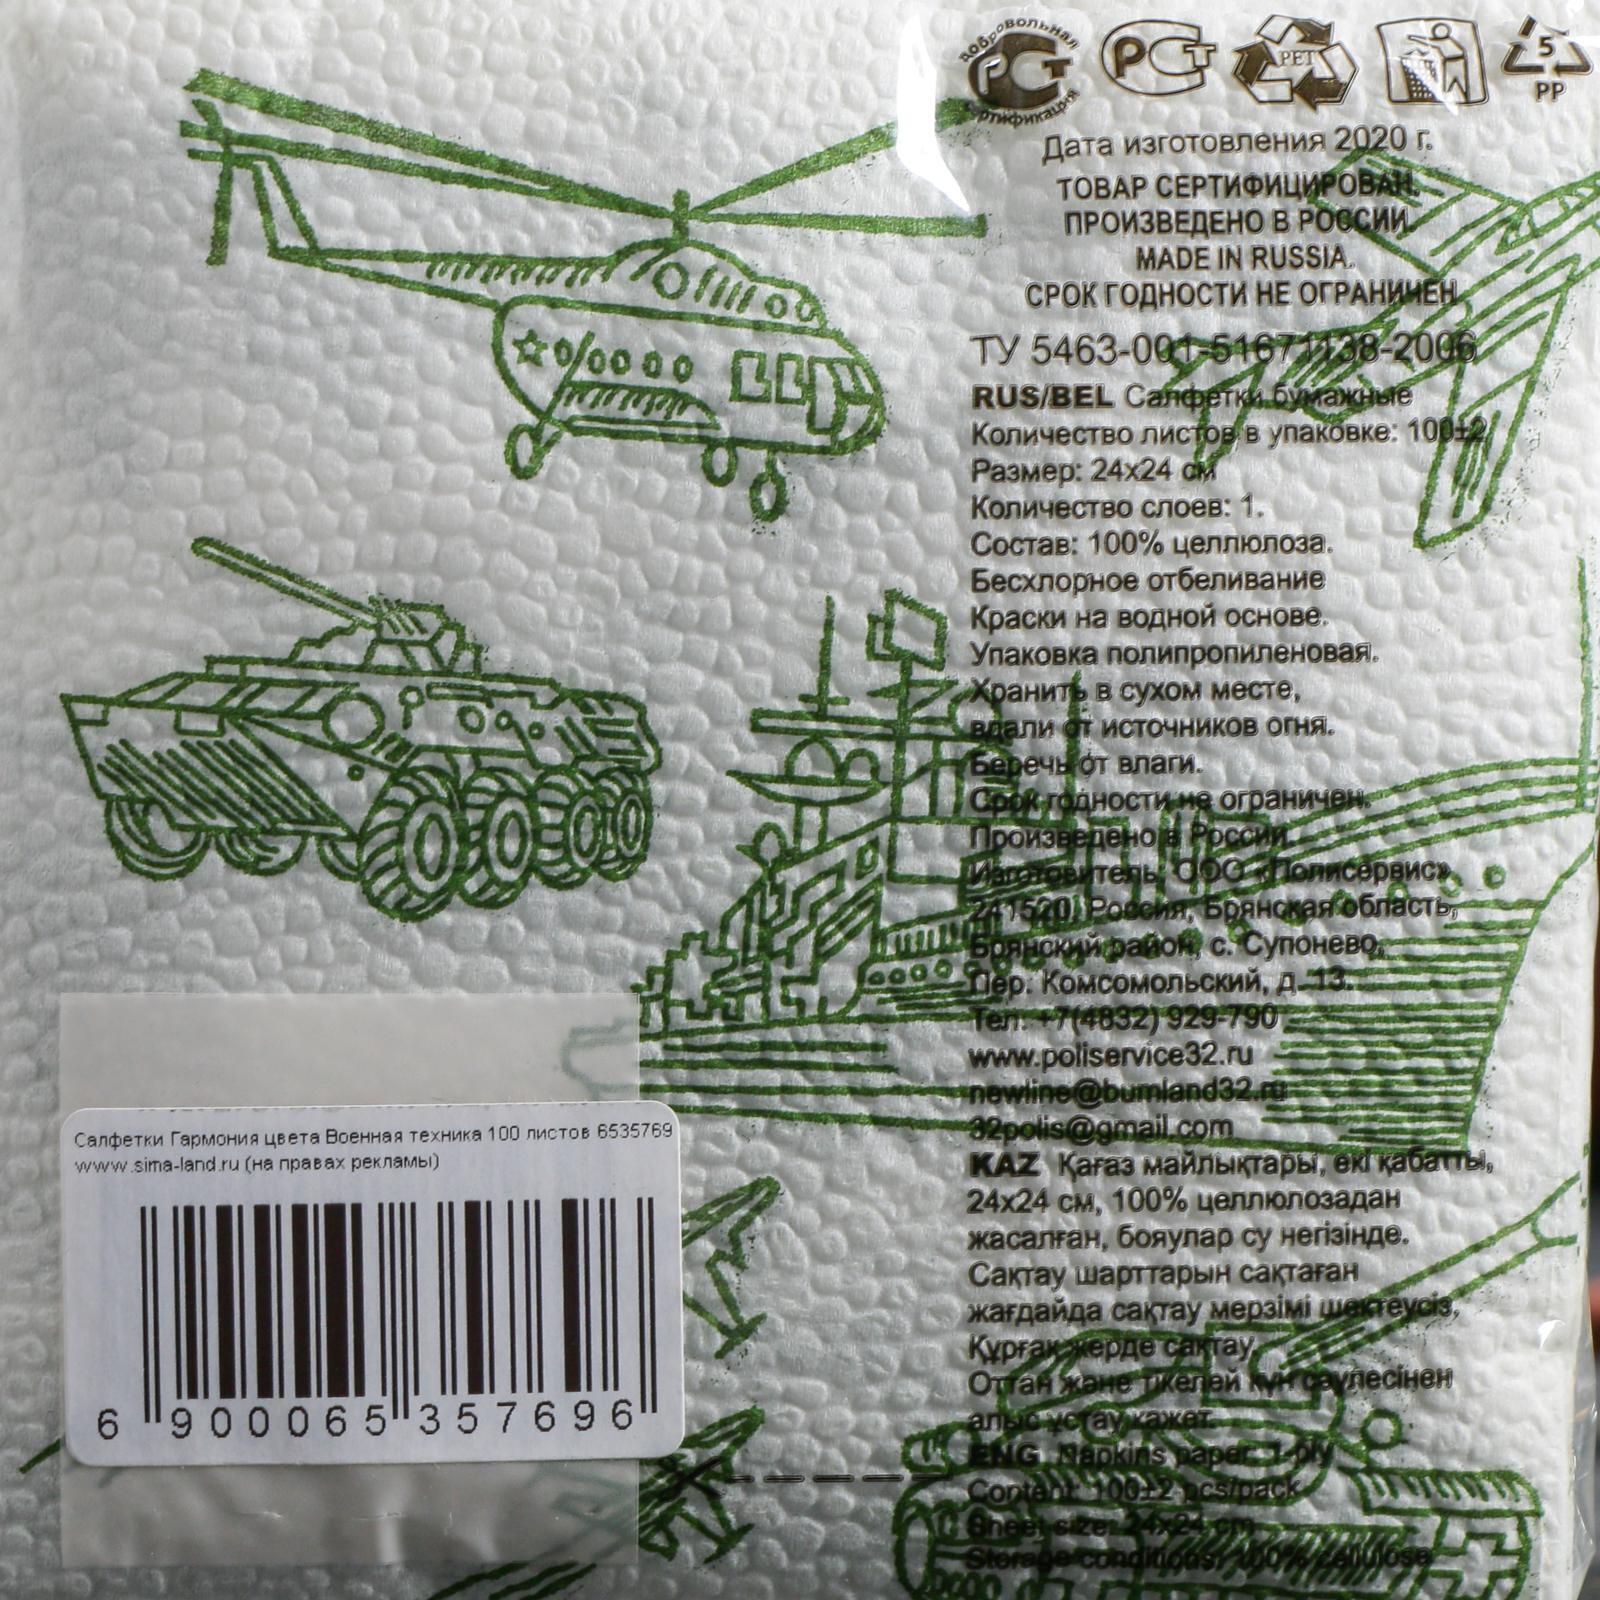 Добровольная
РСТ
сертификация
РСТ
PET
5
PP
Дата изготовления 2020 г.
ТОВАР СЕРТИФИЦИРОВАН.
ПРОИЗВЕДЕНО В РОССИИ.
MADE IN RUSSIA.
СРОК ГОДНОСТИ НЕ ОГРАНИЧЕН.
ТУ 5463-001-51671138-2006
RUS/BEL Салфетки бумажные
Количество листов в упаковке: 100±2
Размер: 24х24 см
Количество слоев: 1.
Состав: 100% целлюлоза.
Бесхлорное отбеливание
Краски на водной основе.
Упаковка полипропиленовая.
Хранить в сухом месте,
вдали от источников огня.
Беречь от влаги.
Срок годности не ограничен.
Произведено в России
Изготовитель: ООО «Полисервис»,
241520, Россия, Брянская область,
Брянский район, с. Супонево,
Пер. Комсомольский, д. 13.
Тел: +7(4832) 929-790
www.poliservice32.ru
newline@bumland32.ru
32polis@gmail.com
KAZ Қағаз майлықтары, екі қабатты,
24х24 см, 100% целлюлозадан
жасалған, бояулар су негізінде.
Сақтау шарттарын сақтаған
жағдайда сақтау мерзімі шектеусіз.
Құрғақ жерде сақтау.
Оттан және тікелей күн сәулесінен
алыс ұстау қажет.
ENG Napkins paper. 1-ply
Content: 100±2 pcs/pack
Sheet size: 24x24 cm
Storage conditions: 100% cellulose
Салфетки Гармония цвета Военная техника 100 листов 6535769
www.sima-land.ru (на правах рекламы)
6 900065 357696